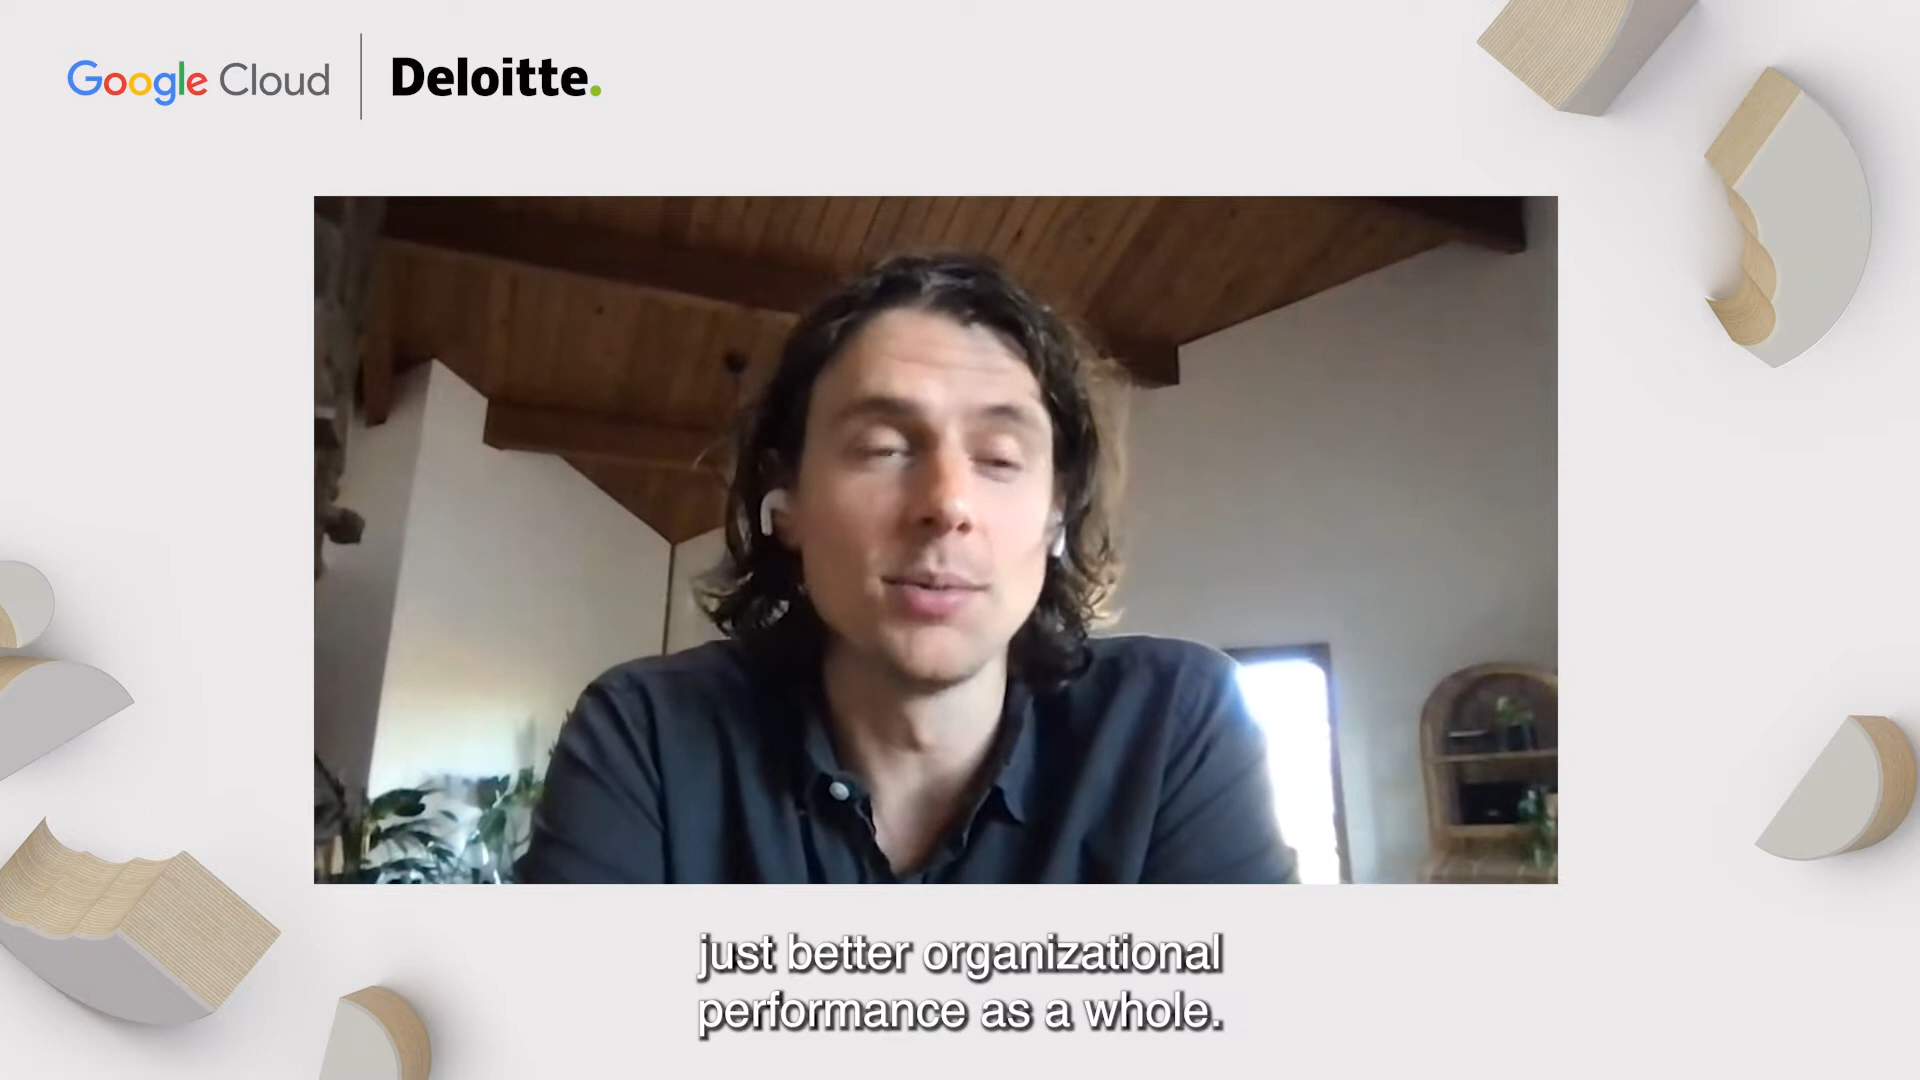 Google Cloud
Deloitte.
just better organizational
performance as a whole.